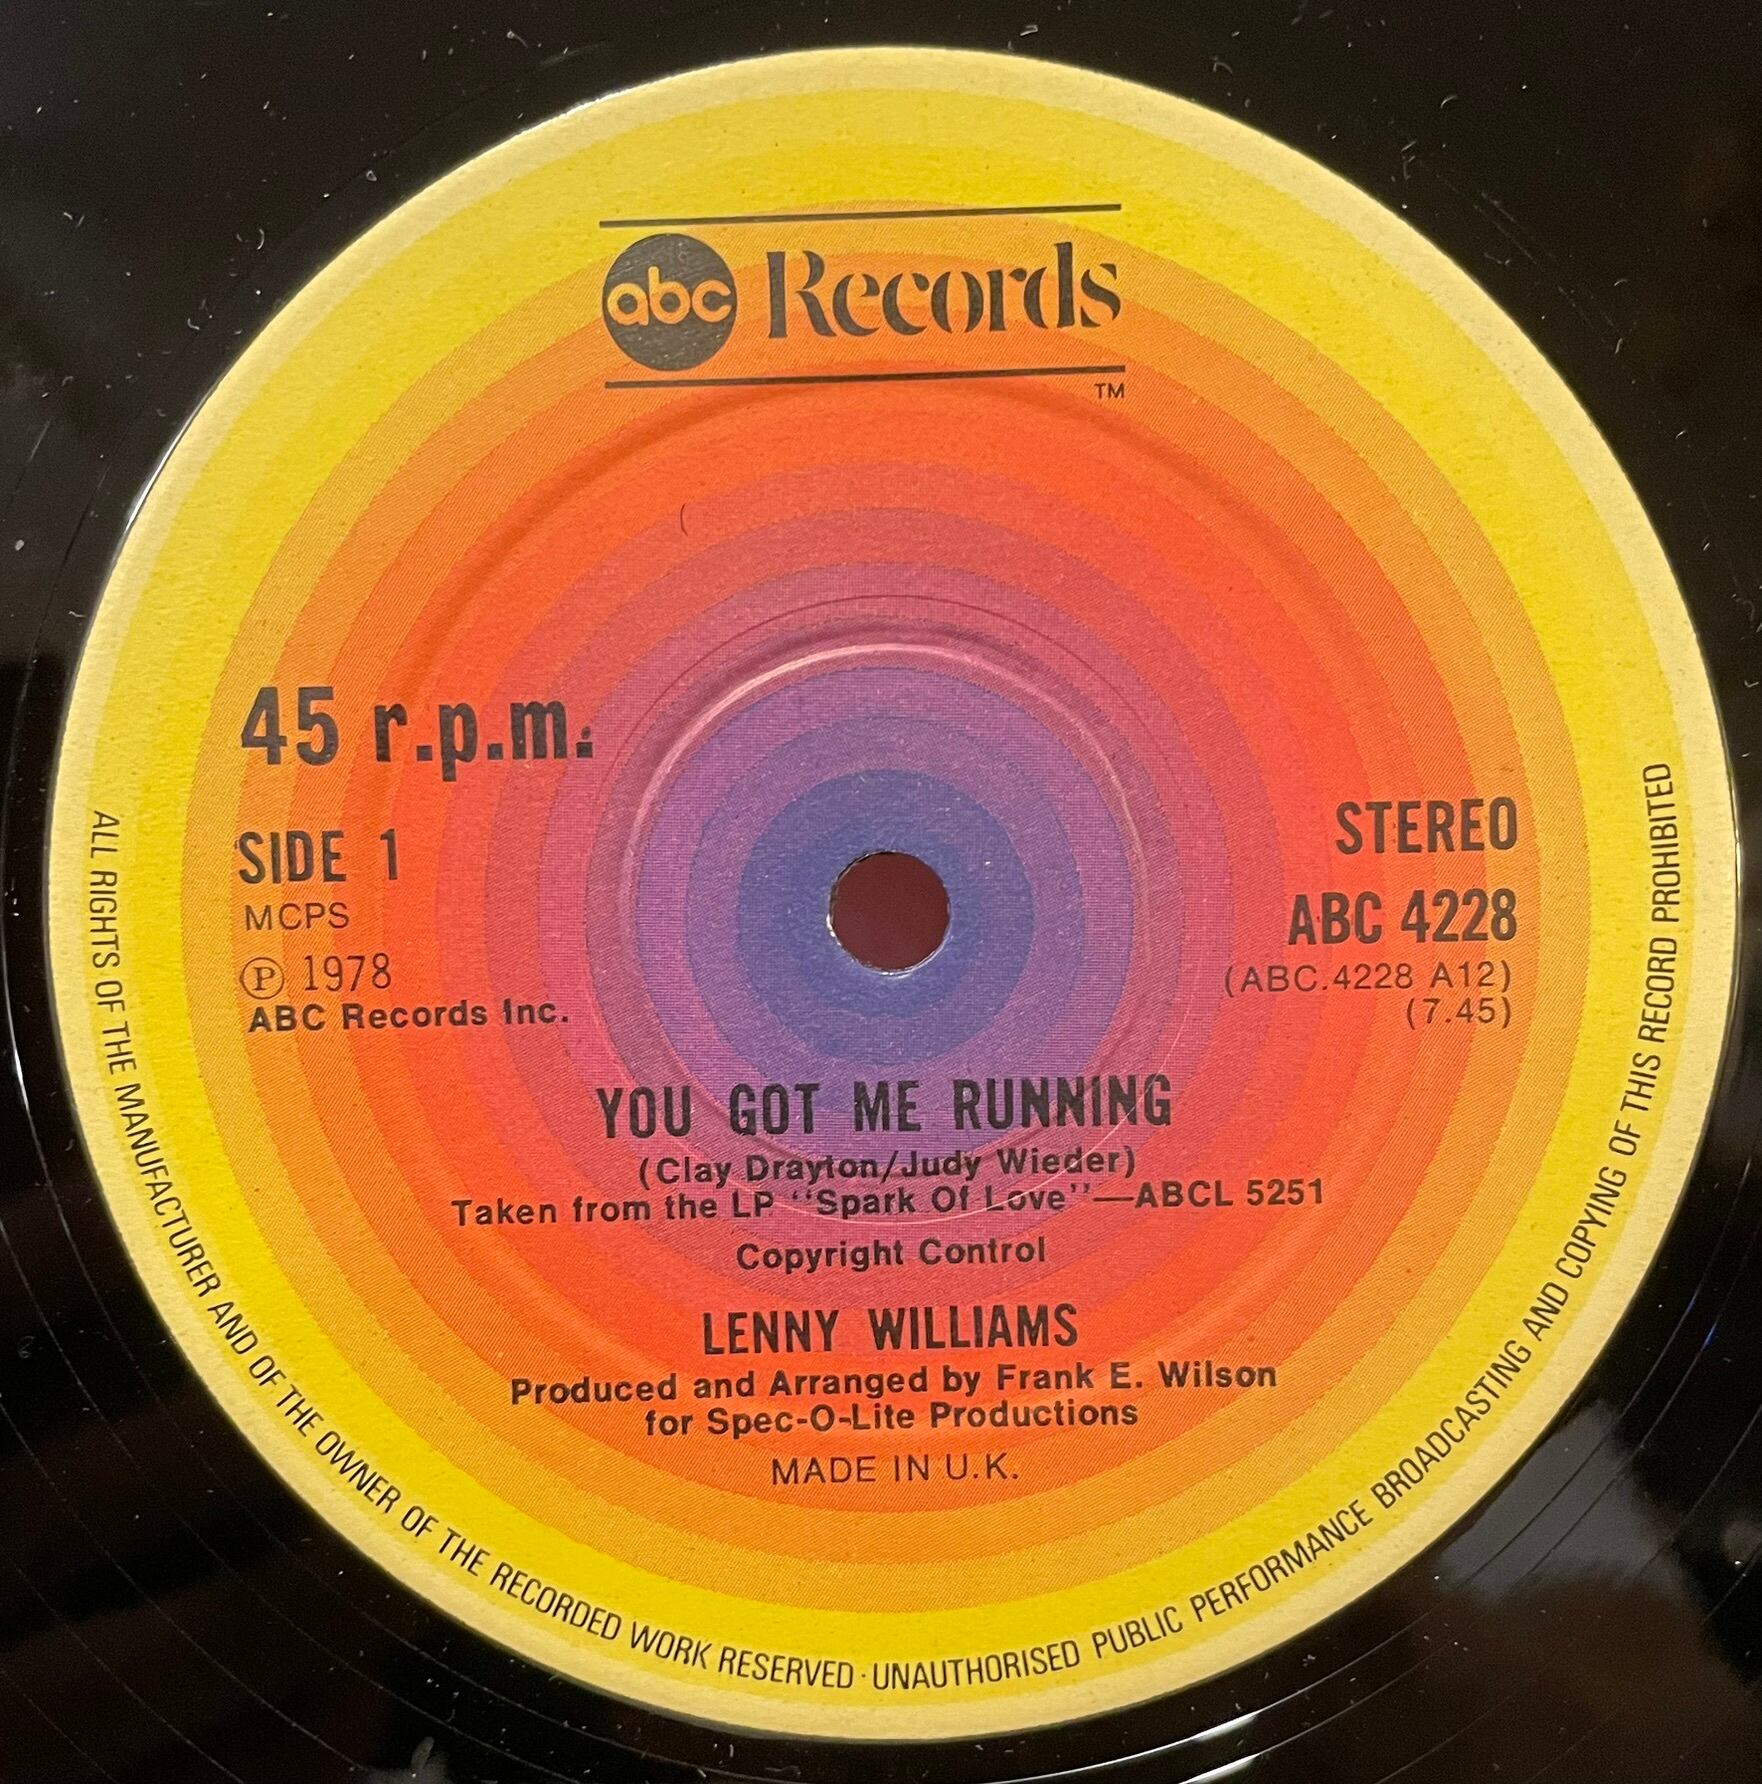 abc Records
TM
45 r.p.m.
SIDE 1
MCPS
Ⓟ 1978
ABC Records Inc.
STEREO
ABC 4228
(ABC.4228 A12)
(7.45)
YOU GOT ME RUNNING
(Clay Drayton/Judy Wieder)
Taken from the LP "Spark Of Love"—ABCL 5251
Copyright Control
LENNY WILLIAMS
Produced and Arranged by Frank E. Wilson
for Spec-O-Lite Productions
MADE IN U.K.
ALL RIGHTS OF THE MANUFACTURER AND OF THE OWNER OF THE RECORDED WORK RESERVED · UNAUTHORISED PUBLIC PERFORMANCE BROADCASTING AND COPYING OF THIS RECORD PROHIBITED